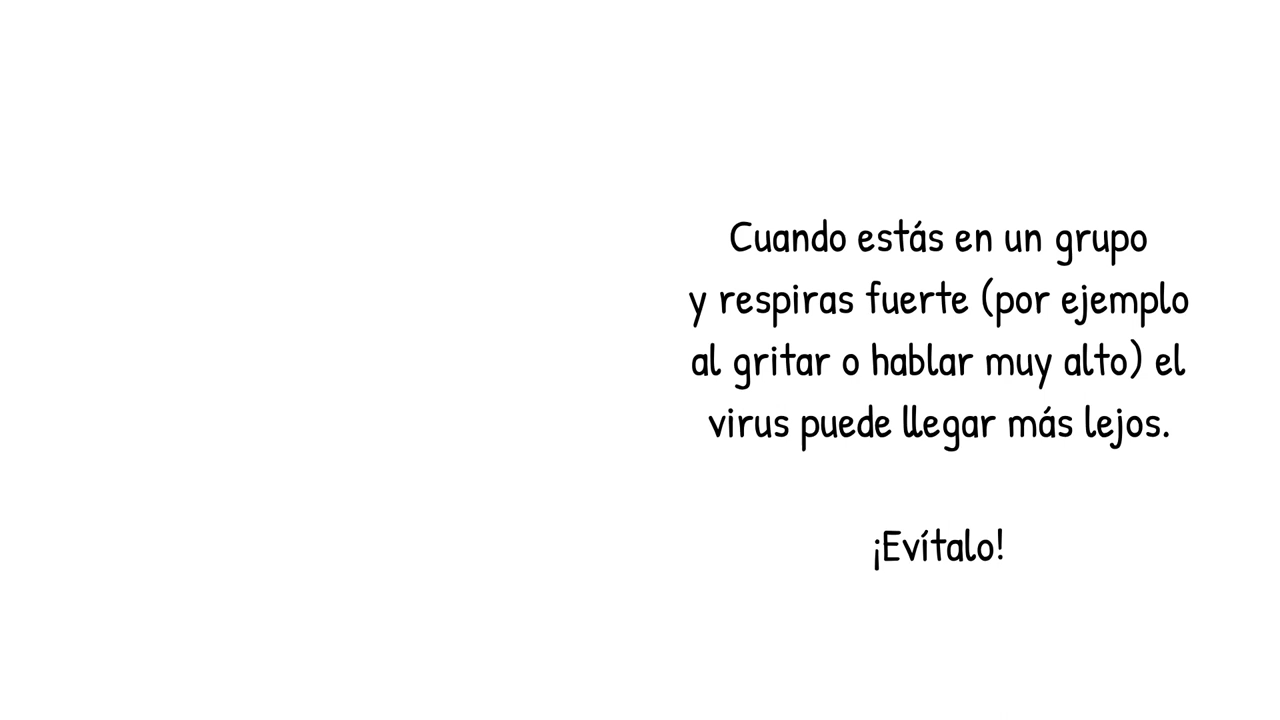 Cuando estás en un grupo
y respiras fuerte (por ejemplo
al gritar o hablar muy alto) el
virus puede llegar más lejos.
¡Evítalo!